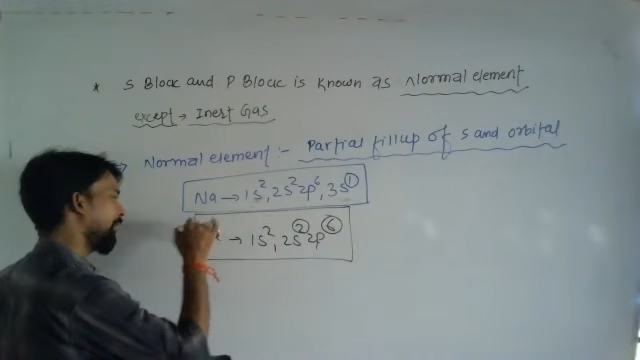 * S Block and P Block is known as Normal element
except → Inert Gas
→ Normal element :- Partial fillup of s and orbital
Na → 1s², 2s² 2p⁶, 3s¹
→ 1s², 2s² 2p⁶